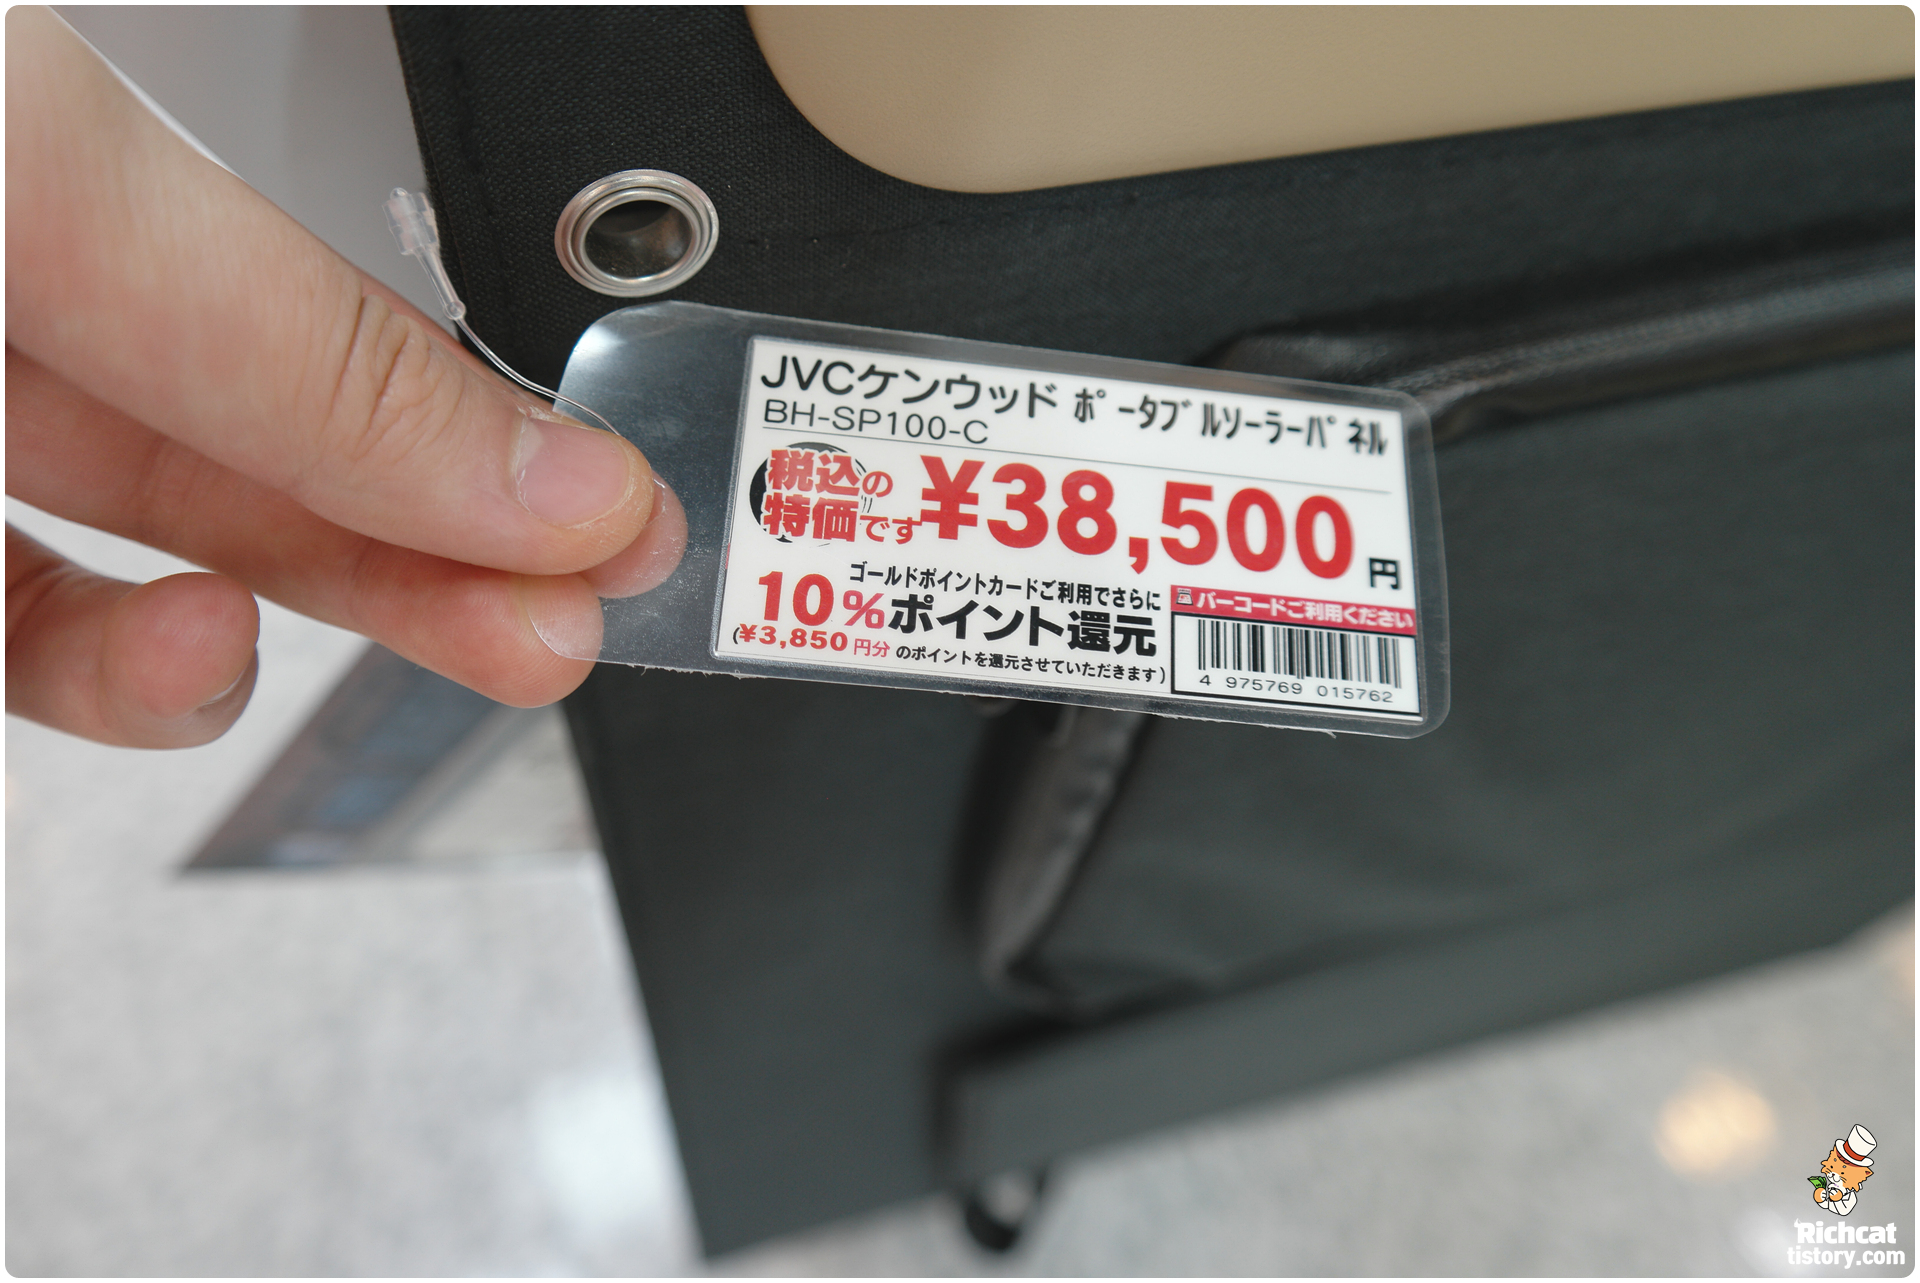 JVCケンウッド ポータブルソーラーパネル
BH-SP100-C
税込の
特価です
¥38,500円
ゴールドポイントカードご利用でさらに
10%ポイント還元
(¥3,850円分のポイントを還元させていただきます)
バーコードご利用ください
4 975769 015762
Richcat
tistory.com